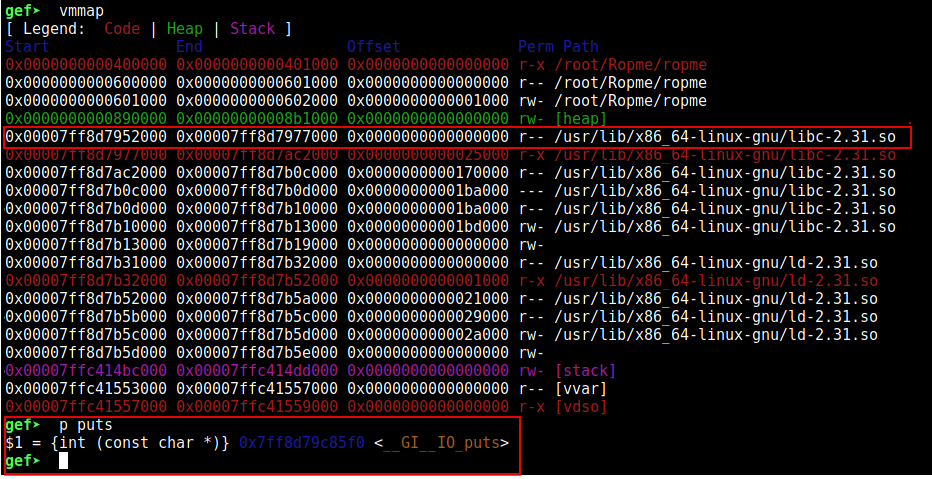 gef➤  vmmap
[ Legend:  Code | Heap | Stack ]
Start              End                Offset             Perm Path
0x0000000000400000 0x0000000000401000 0x0000000000000000 r-x /root/Ropme/ropme
0x0000000000600000 0x0000000000601000 0x0000000000000000 r-- /root/Ropme/ropme
0x0000000000601000 0x0000000000602000 0x0000000000001000 rw- /root/Ropme/ropme
0x0000000000890000 0x00000000008b1000 0x0000000000000000 rw- [heap]
0x00007ff8d7952000 0x00007ff8d7977000 0x0000000000000000 r-- /usr/lib/x86_64-linux-gnu/libc-2.31.so
0x00007ff8d7977000 0x00007ff8d7ac2000 0x0000000000025000 r-x /usr/lib/x86_64-linux-gnu/libc-2.31.so
0x00007ff8d7ac2000 0x00007ff8d7b0c000 0x0000000000170000 r-- /usr/lib/x86_64-linux-gnu/libc-2.31.so
0x00007ff8d7b0c000 0x00007ff8d7b0d000 0x00000000001ba000 --- /usr/lib/x86_64-linux-gnu/libc-2.31.so
0x00007ff8d7b0d000 0x00007ff8d7b10000 0x00000000001ba000 r-- /usr/lib/x86_64-linux-gnu/libc-2.31.so
0x00007ff8d7b10000 0x00007ff8d7b13000 0x00000000001bd000 rw- /usr/lib/x86_64-linux-gnu/libc-2.31.so
0x00007ff8d7b13000 0x00007ff8d7b19000 0x0000000000000000 rw-
0x00007ff8d7b31000 0x00007ff8d7b32000 0x0000000000000000 r-- /usr/lib/x86_64-linux-gnu/ld-2.31.so
0x00007ff8d7b32000 0x00007ff8d7b52000 0x0000000000001000 r-x /usr/lib/x86_64-linux-gnu/ld-2.31.so
0x00007ff8d7b52000 0x00007ff8d7b5a000 0x0000000000021000 r-- /usr/lib/x86_64-linux-gnu/ld-2.31.so
0x00007ff8d7b5b000 0x00007ff8d7b5c000 0x0000000000029000 r-- /usr/lib/x86_64-linux-gnu/ld-2.31.so
0x00007ff8d7b5c000 0x00007ff8d7b5d000 0x000000000002a000 rw- /usr/lib/x86_64-linux-gnu/ld-2.31.so
0x00007ff8d7b5d000 0x00007ff8d7b5e000 0x0000000000000000 rw-
0x00007ffc414bc000 0x00007ffc414dd000 0x0000000000000000 rw- [stack]
0x00007ffc41553000 0x00007ffc41557000 0x0000000000000000 r-- [vvar]
0x00007ffc41557000 0x00007ffc41559000 0x0000000000000000 r-x [vdso]
gef➤  p puts
$1 = {int (const char *)} 0x7ff8d79c85f0 <__GI__IO_puts>
gef➤